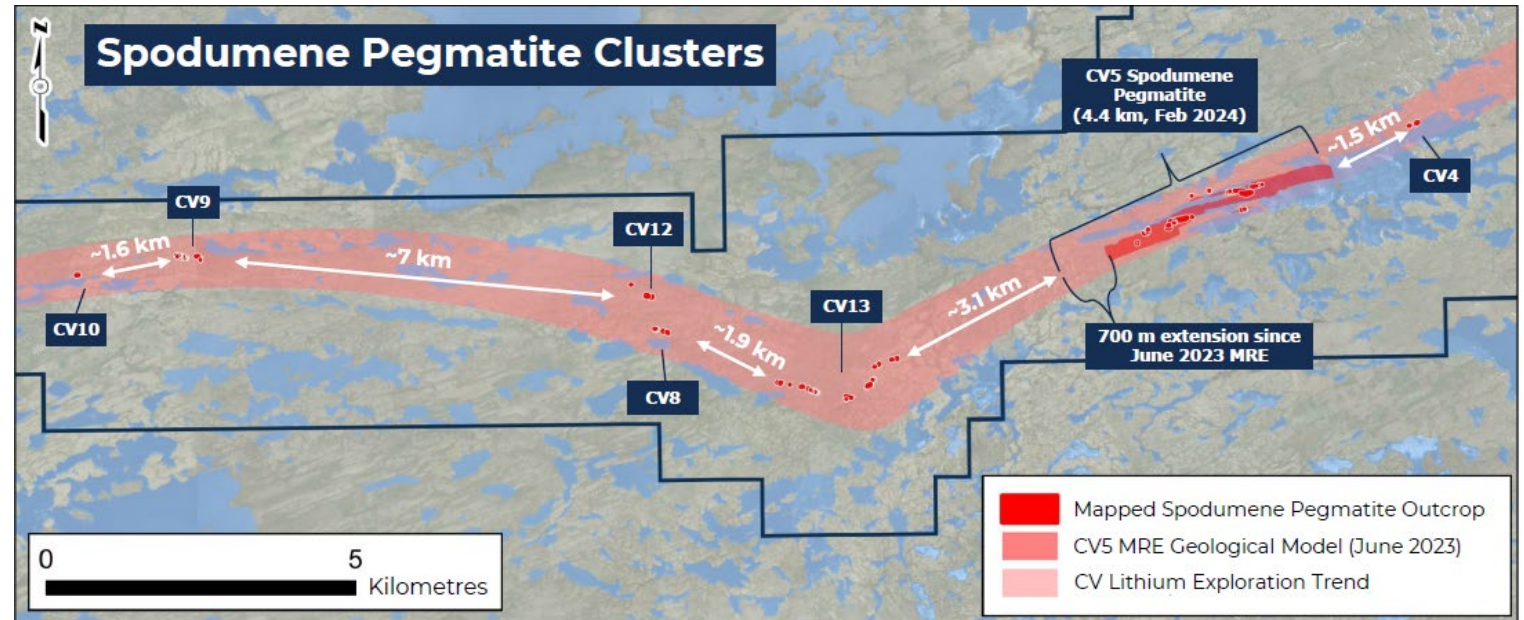 N
Spodumene Pegmatite Clusters
CV5 Spodumene
Pegmatite
(4.4 km, Feb 2024)
~1.5 km
CV4
CV9
~1.6 km
CV10
~7 km
CV12
CV8
~1.9 km
CV13
~3.1 km
700 m extension since
June 2023 MRE
0 5
Kilometres
Mapped Spodumene Pegmatite Outcrop
CV5 MRE Geological Model (June 2023)
CV Lithium Exploration Trend